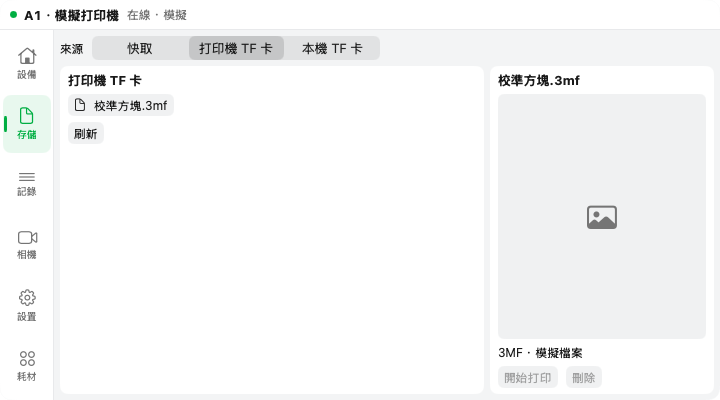 A1 · 模擬打印機 在線 · 模擬
來源 快取 打印機 TF 卡 本機 TF 卡
設備
存儲
記錄
相機
設置
耗材
打印機 TF 卡
校準方塊.3mf
刷新
校準方塊.3mf
3MF · 模擬檔案
開始打印 刪除